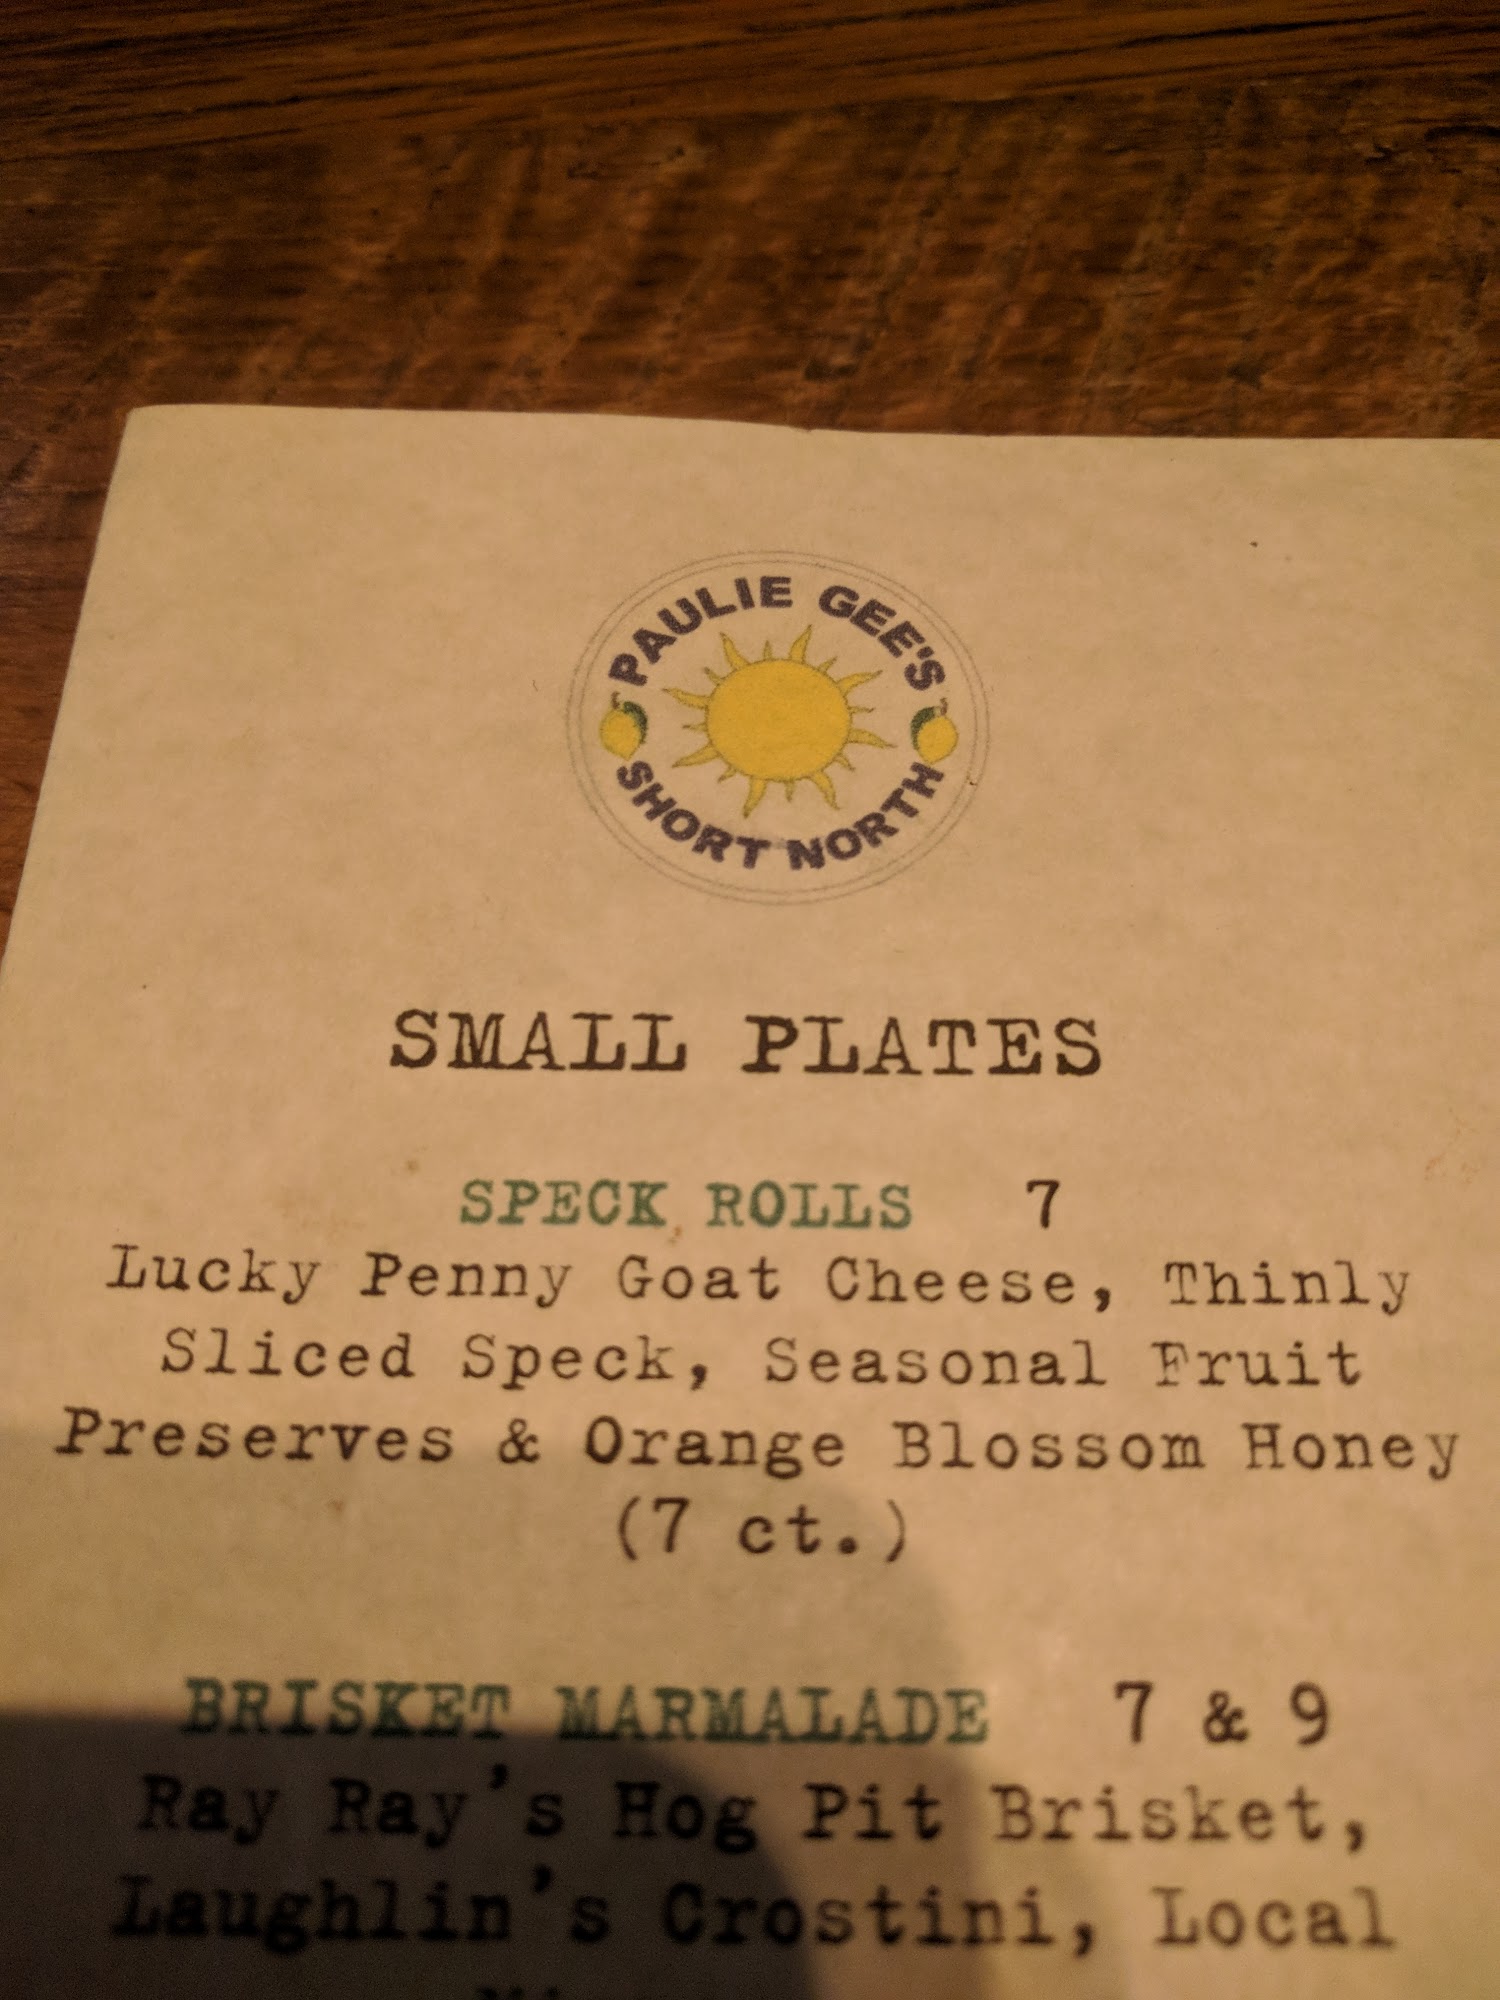 PAULIE GEE'S
SHORT NORTH
SMALL PLATES
SPECK ROLLS 7
Lucky Penny Goat Cheese, Thinly
Sliced Speck, Seasonal Fruit
Preserves & Orange Blossom Honey
(7 ct.)
BRISKET MARMALADE 7 & 9
Ray Ray's Hog Pit Brisket,
Laughlin's Crostini, Local